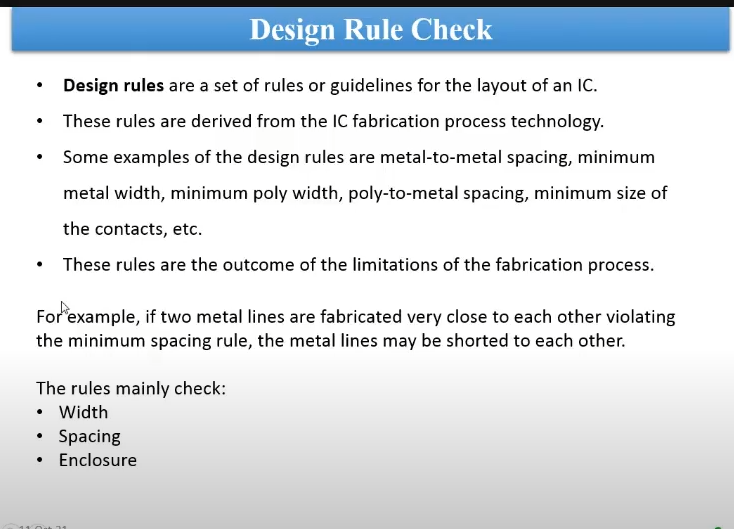 Design Rule Check
• Design rules are a set of rules or guidelines for the layout of an IC.
• These rules are derived from the IC fabrication process technology.
• Some examples of the design rules are metal-to-metal spacing, minimum
metal width, minimum poly width, poly-to-metal spacing, minimum size of
the contacts, etc.
• These rules are the outcome of the limitations of the fabrication process.
For example, if two metal lines are fabricated very close to each other violating
the minimum spacing rule, the metal lines may be shorted to each other.
The rules mainly check:
• Width
• Spacing
• Enclosure